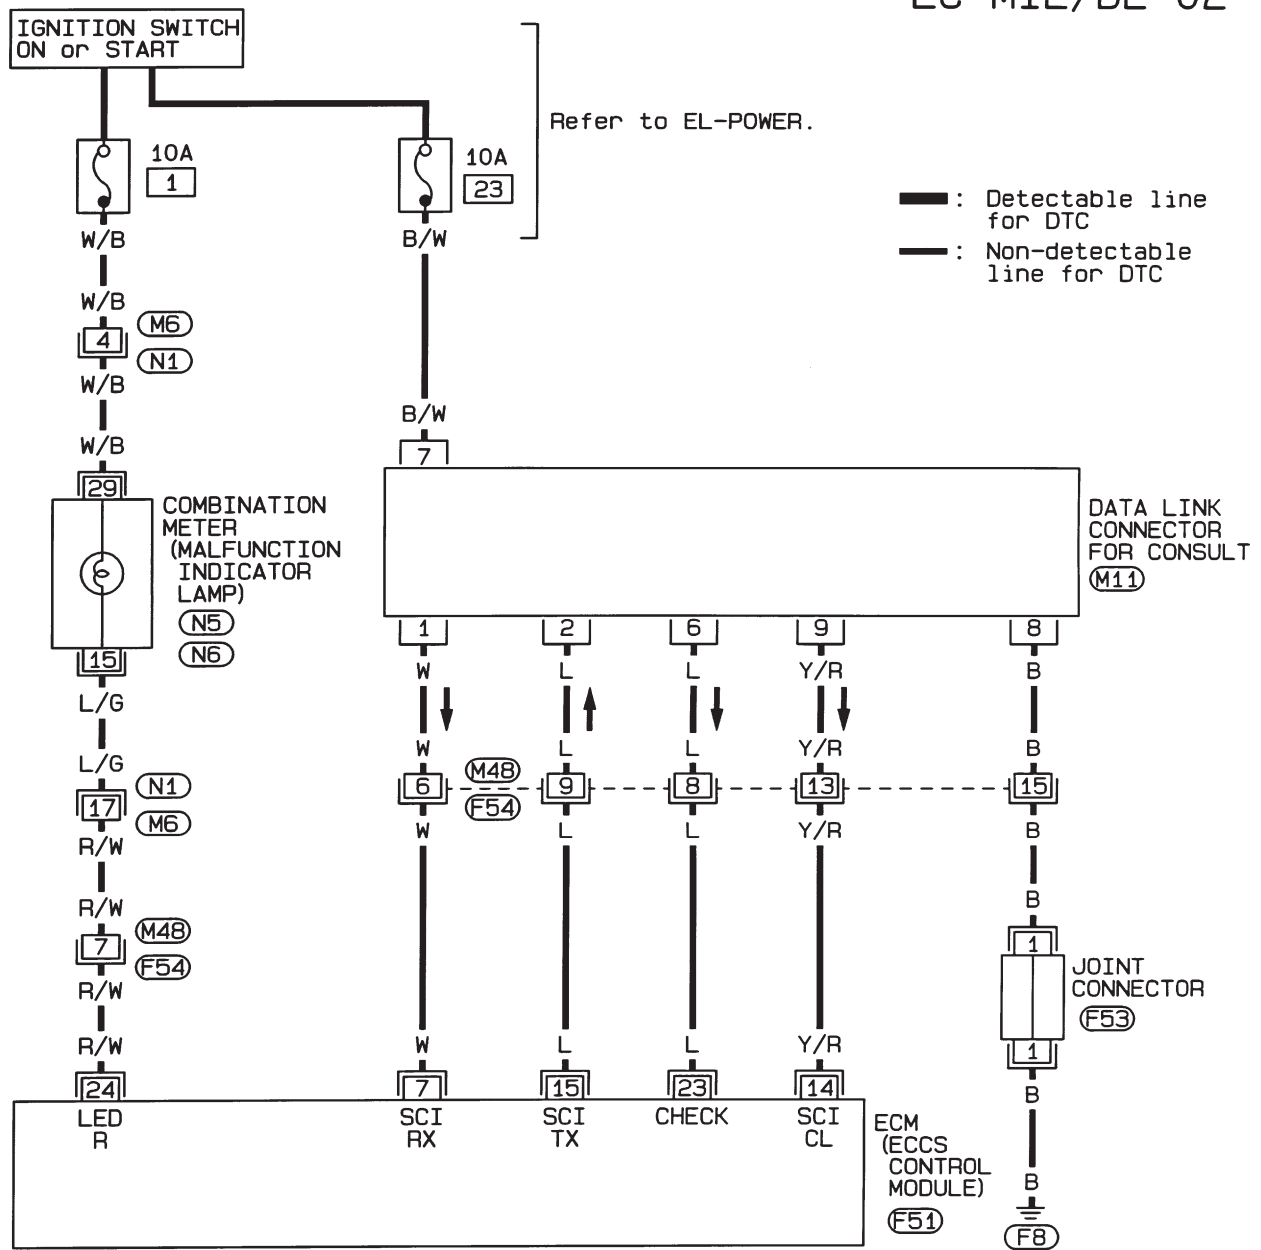 IGNITION SWITCH
ON or START
Refer to EL-POWER.
10A
1
10A
23
: Detectable line
for DTC
: Non-detectable
line for DTC
W/B
B/W
W/B
4
M6
N1
W/B
W/B
B/W
7
29
COMBINATION
METER
(MALFUNCTION
INDICATOR
LAMP)
N5
N6
15
DATA LINK
CONNECTOR
FOR CONSULT
M11
1
2
6
9
8
L/G
W
L
L
Y/R
B
L/G
W
L
L
Y/R
B
17
N1
M6
6
M48
F54
9
8
13
15
R/W
W
L
L
Y/R
B
R/W
B
7
M48
F54
1
JOINT
CONNECTOR
F53
1
R/W
R/W
W
L
L
Y/R
24
7
15
23
14
B
LED
R
SCI
RX
SCI
TX
CHECK
SCI
CL
ECM
(ECCS
CONTROL
MODULE)
F51
B
F8